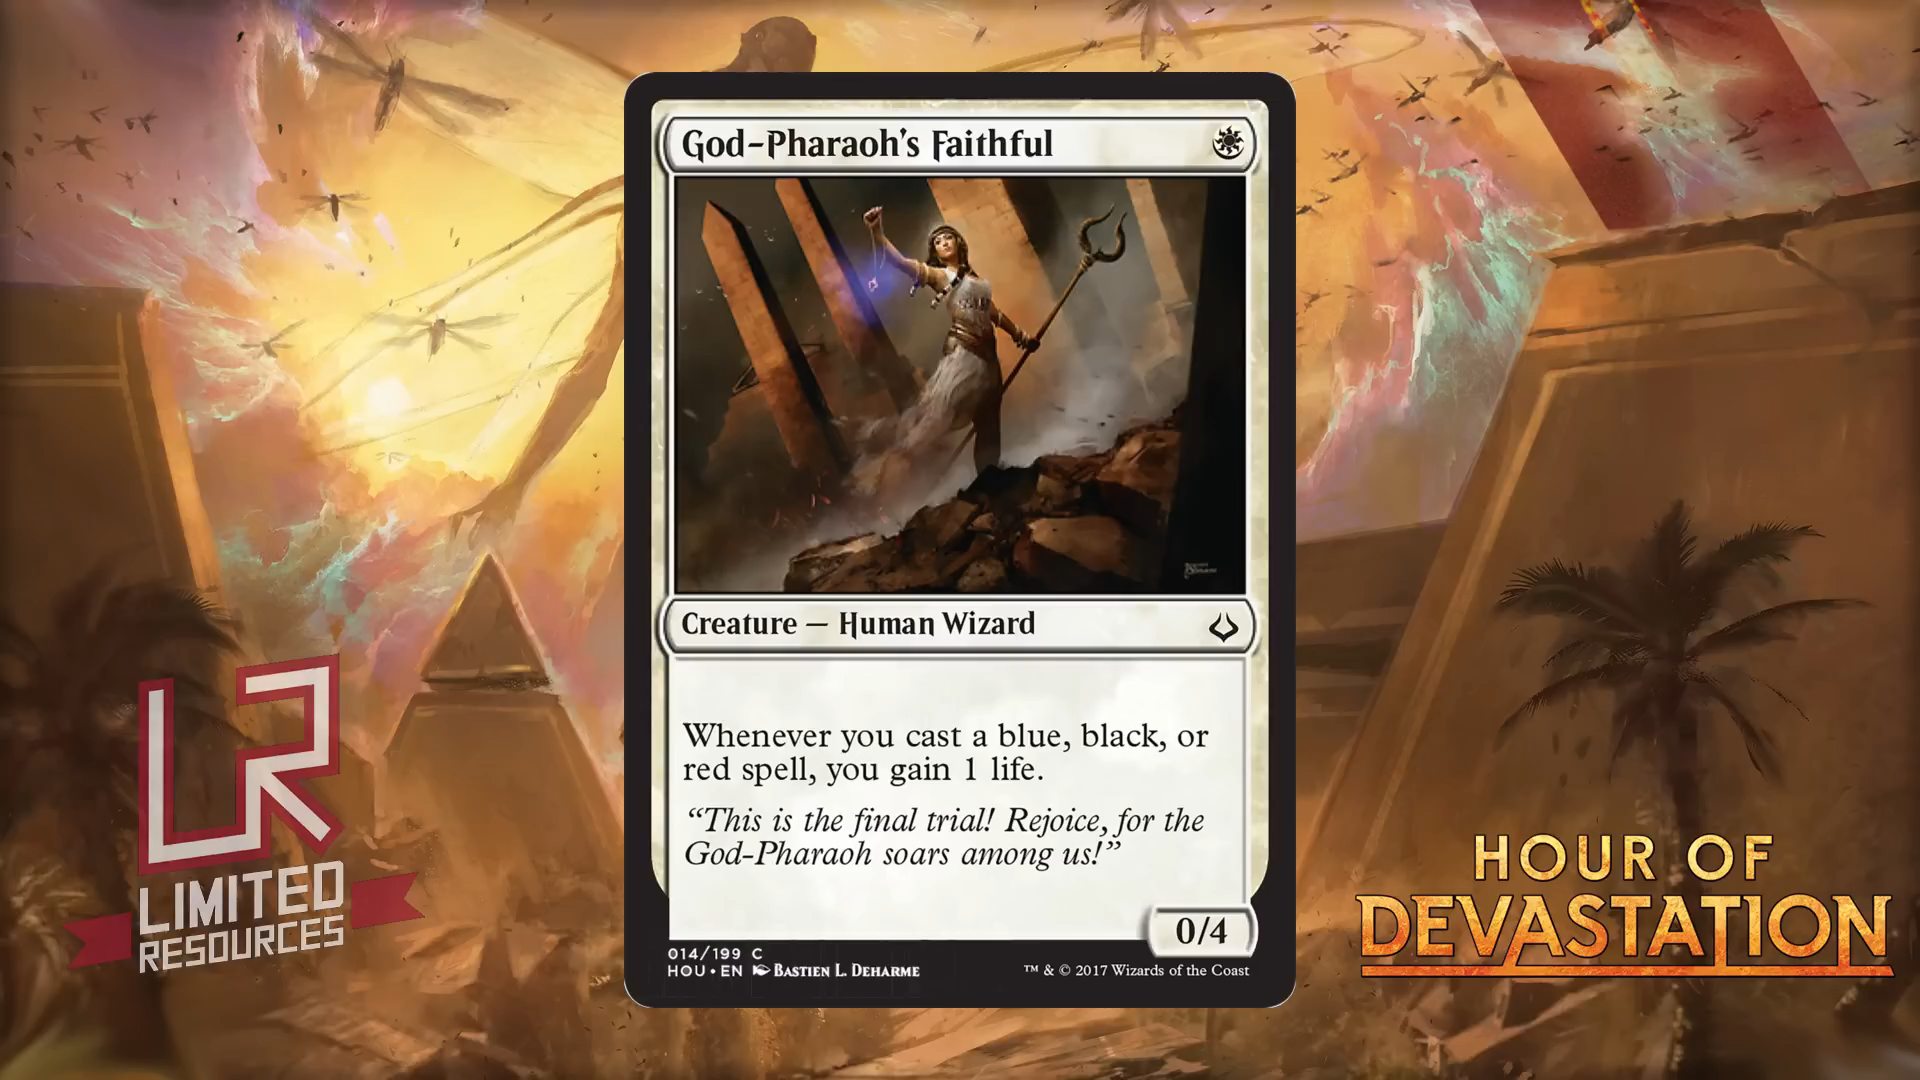 God-Pharaoh's Faithful
Creature — Human Wizard
Whenever you cast a blue, black, or
red spell, you gain 1 life.
“This is the final trial! Rejoice, for the
God-Pharaoh soars among us!”
0/4
014/199 C
HOU • EN Bastien L. Deharme
™ & © 2017 Wizards of the Coast
LR
LIMITED
RESOURCES
HOUR OF
DEVASTATION